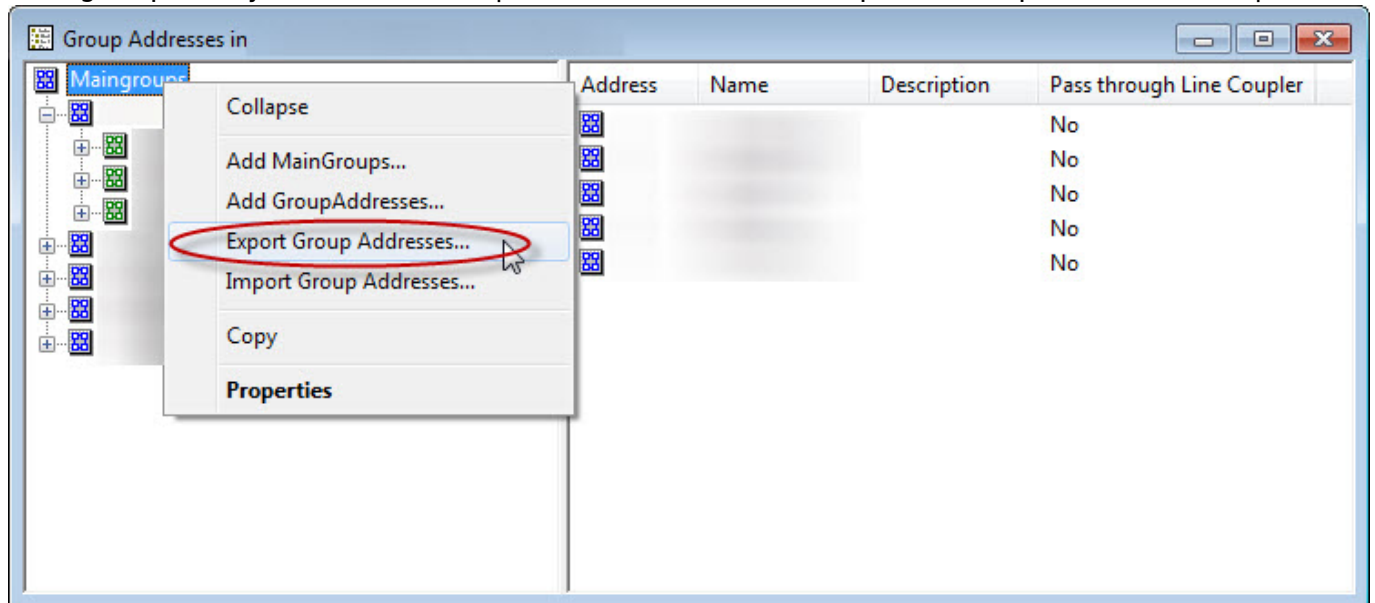 Group Addresses in
Maingroups
Address Name Description Pass through Line Coupler
Collapse
Add MainGroups...
Add GroupAddresses...
Export Group Addresses...
Import Group Addresses...
Copy
Properties
No
No
No
No
No